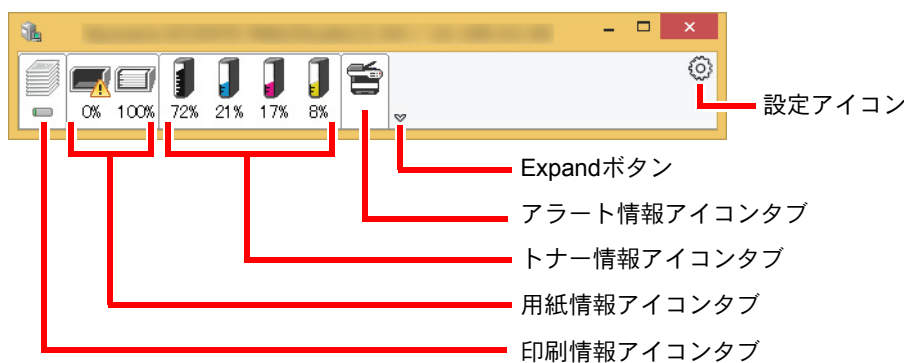 0% 100% 72% 21% 17% 8%
設定アイコン
Expandボタン
アラート情報アイコンタブ
トナー情報アイコンタブ
用紙情報アイコンタブ
印刷情報アイコンタブ